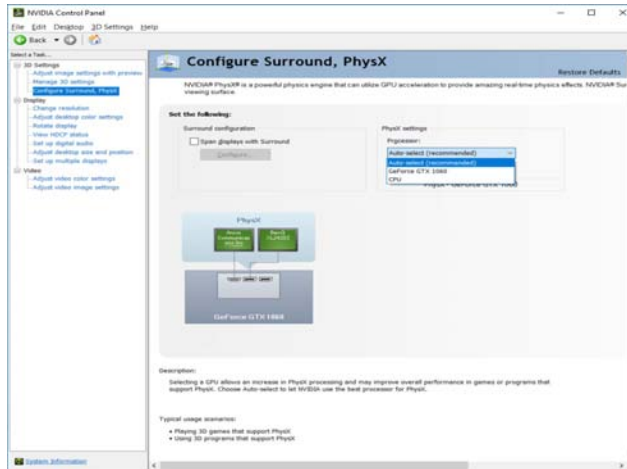 NVIDIA Control Panel
File Edit Desktop 3D Settings Help
Back
Select a Task...
3D Settings
Adjust image settings with preview
Manage 3D settings
Configure Surround, PhysX
Display
Change resolution
Adjust desktop color settings
Rotate display
View HDCP status
Set up digital audio
Adjust desktop size and position
Set up multiple displays
Video
Adjust video color settings
Adjust video image settings
System Information
Configure Surround, PhysX
Restore Defaults
NVIDIA® PhysX® is a powerful physics engine that can utilize GPU acceleration to provide amazing real-time physics effects. NVIDIA® Sur
viewing surface.
Set the following:
Surround configuration
Span displays with Surround
Configure...
PhysX settings
Processor:
Auto-select (recommended)
Auto-select (recommended)
GeForce GTX 1060
CPU
PhysX
GeForce GTX 1060
Description:
Selecting a GPU allows an increase in PhysX processing and may improve overall performance in games or programs that
support PhysX. Choose Auto-select to let NVIDIA use the best processor for PhysX.
Typical usage scenarios:
• Playing 3D games that support PhysX
• Using 3D programs that support PhysX